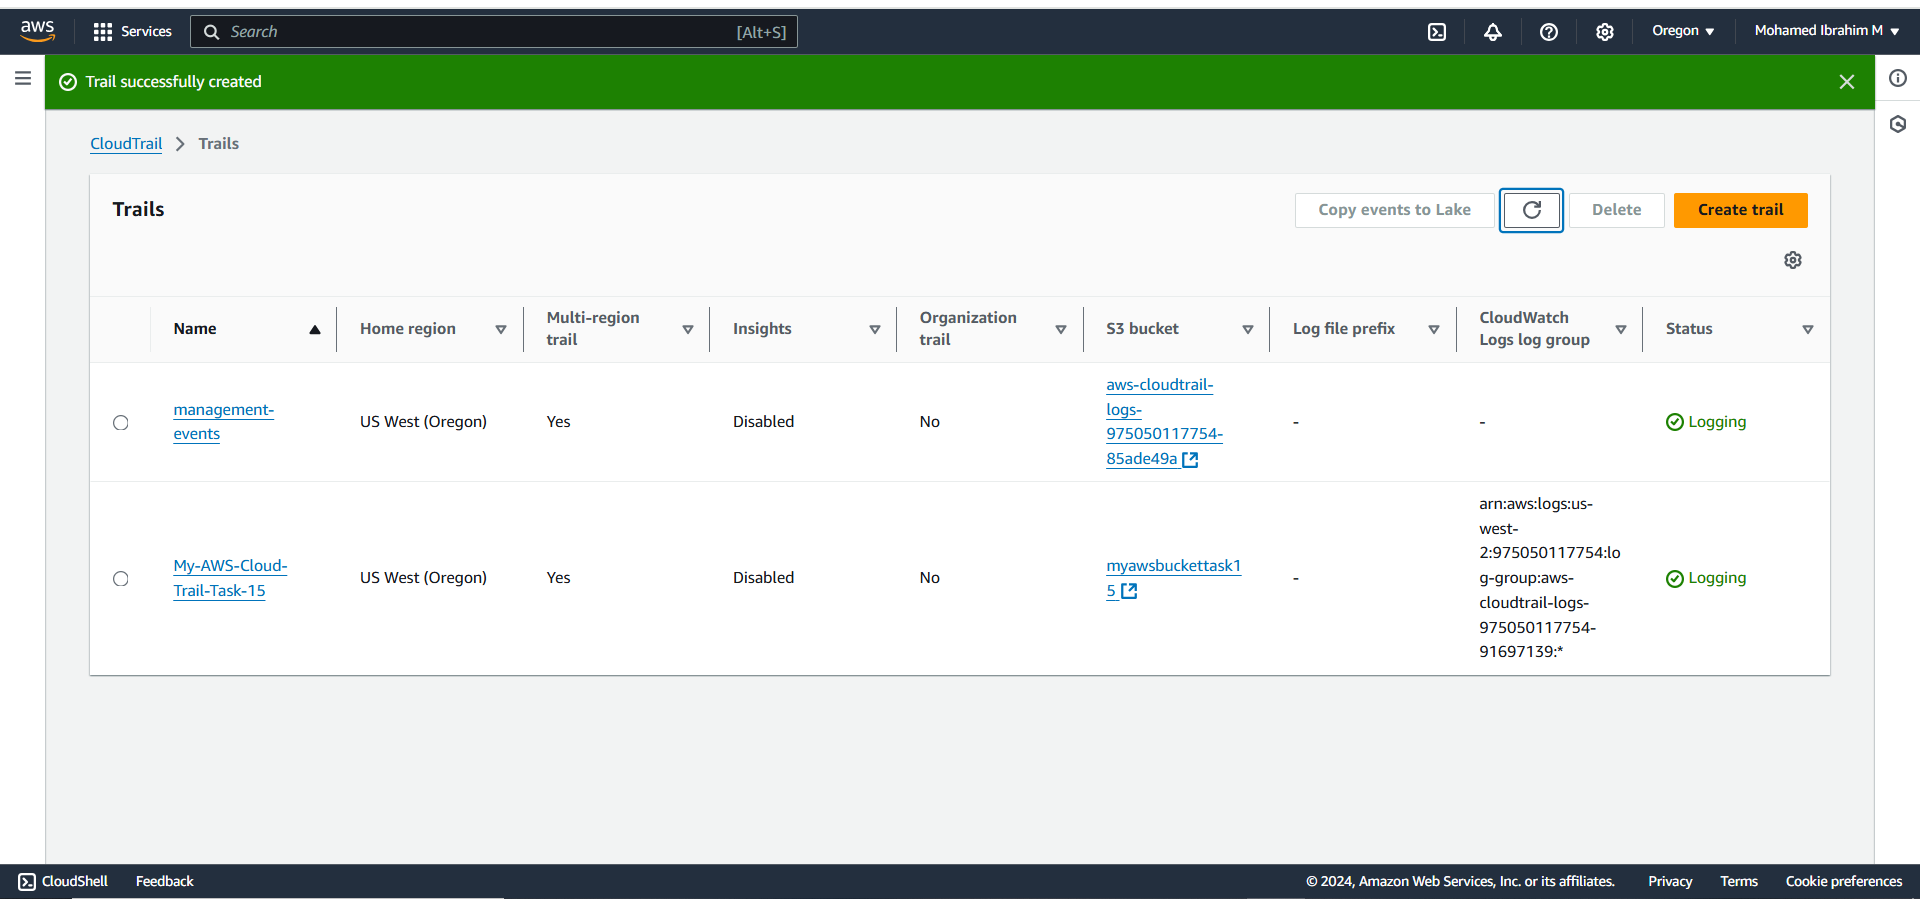 aws
Services
Search
[Alt+S]
Oregon
Mohamed Ibrahim M
Trail successfully created
CloudTrail
Trails
Trails
Copy events to Lake
Delete
Create trail
Name
Home region
Multi-region
trail
Insights
Organization
trail
S3 bucket
Log file prefix
CloudWatch
Logs log group
Status
management-
events
US West (Oregon)
Yes
Disabled
No
aws-cloudtrail-
logs-
975050117754-
85ade49a
-
-
Logging
My-AWS-Cloud-
Trail-Task-15
US West (Oregon)
Yes
Disabled
No
myawsbuckettask1
5
-
arn:aws:logs:us-
west-
2:975050117754:lo
g-group:aws-
cloudtrail-logs-
975050117754-
91697139:*
Logging
CloudShell
Feedback
© 2024, Amazon Web Services, Inc. or its affiliates.
Privacy
Terms
Cookie preferences